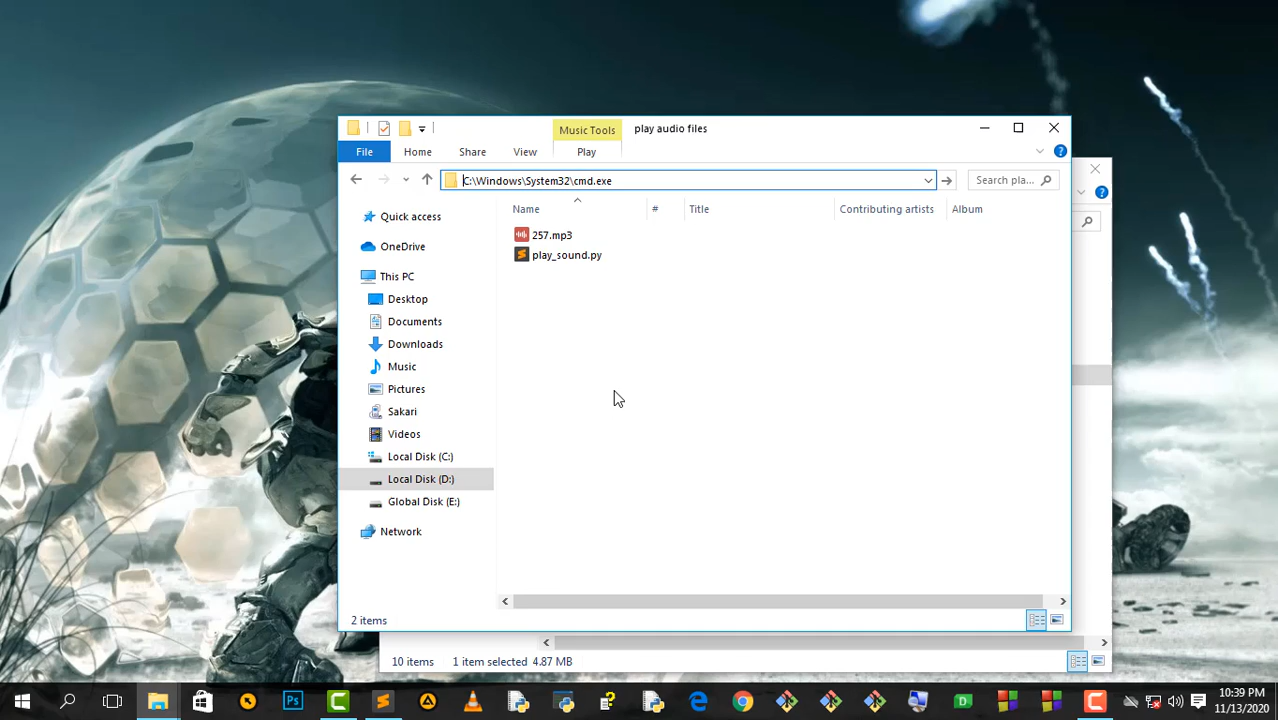 Music Tools
play audio files
File
Home
Share
View
Play
C:\Windows\System32\cmd.exe
Search pla...
Name
#
Title
Contributing artists
Album
257.mp3
play_sound.py
Quick access
OneDrive
This PC
Desktop
Documents
Downloads
Music
Pictures
Sakari
Videos
Local Disk (C:)
Local Disk (D:)
Global Disk (E:)
Network
2 items
10 items
1 item selected 4.87 MB
Ps
10:39 PM
11/13/2020